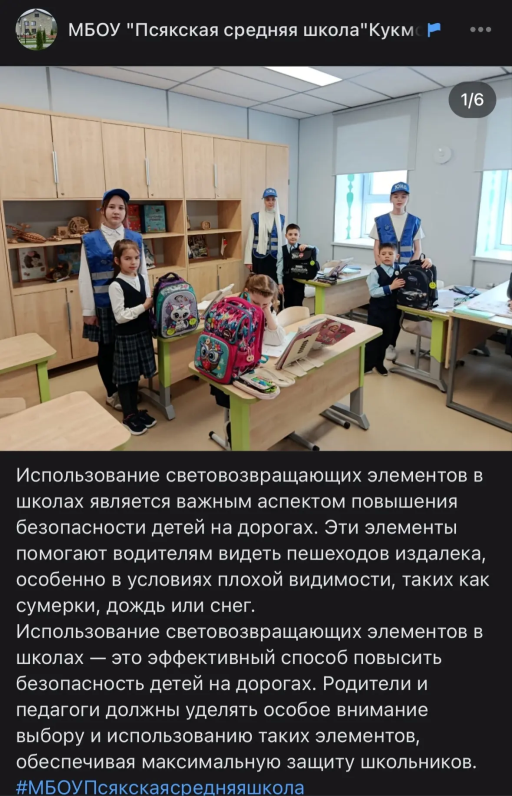 МБОУ "Псякская средняя школа"Кукм
1/6
Использование световозвращающих элементов в
школах является важным аспектом повышения
безопасности детей на дорогах. Эти элементы
помогают водителям видеть пешеходов издалека,
особенно в условиях плохой видимости, таких как
сумерки, дождь или снег.
Использование световозвращающих элементов в
школах — это эффективный способ повысить
безопасность детей на дорогах. Родители и
педагоги должны уделять особое внимание
выбору и использованию таких элементов,
обеспечивая максимальную защиту школьников.
#МБОУПсякскаясредняяшкола